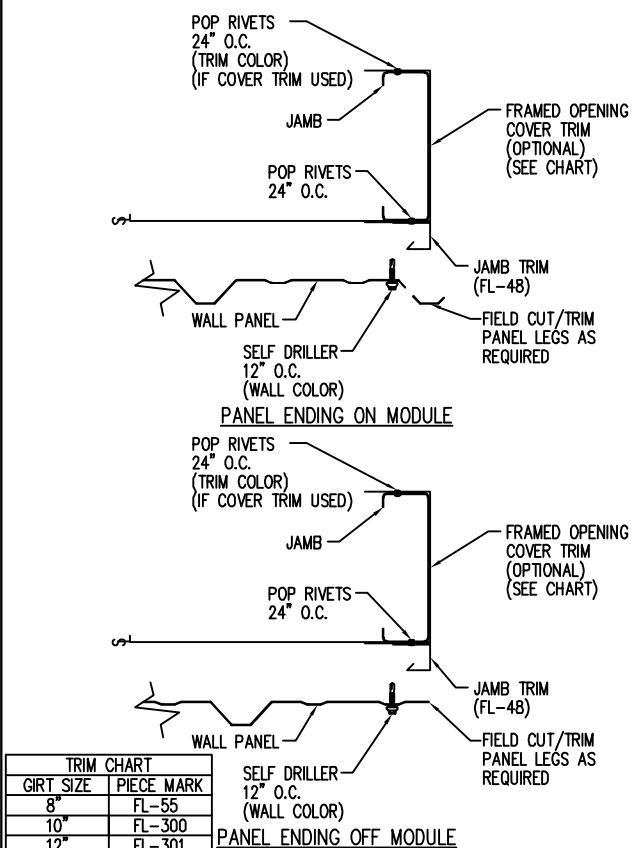 POP RIVETS
24" O.C.
(TRIM COLOR)
(IF COVER TRIM USED)
JAMB
FRAMED OPENING
COVER TRIM
(OPTIONAL)
(SEE CHART)
POP RIVETS
24" O.C.
JAMB TRIM
(FL-48)
WALL PANEL
FIELD CUT/TRIM
PANEL LEGS AS
REQUIRED
SELF DRILLER
12" O.C.
(WALL COLOR)
PANEL ENDING ON MODULE
POP RIVETS
24" O.C.
(TRIM COLOR)
(IF COVER TRIM USED)
JAMB
FRAMED OPENING
COVER TRIM
(OPTIONAL)
(SEE CHART)
POP RIVETS
24" O.C.
JAMB TRIM
(FL-48)
WALL PANEL
FIELD CUT/TRIM
PANEL LEGS AS
REQUIRED
SELF DRILLER
12" O.C.
(WALL COLOR)
PANEL ENDING OFF MODULE
TRIM CHART
GIRT SIZE PIECE MARK
8" FL-55
10" FL-300
12" FL-301